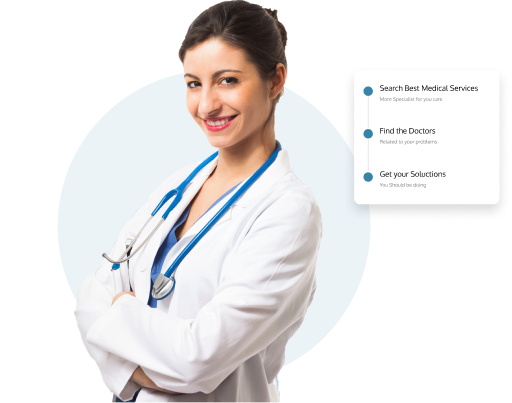 Search Best Medical Services
More Specialist for you cure
Find the Doctors
Related to your problems
Get your Soluctions
You Should be doing